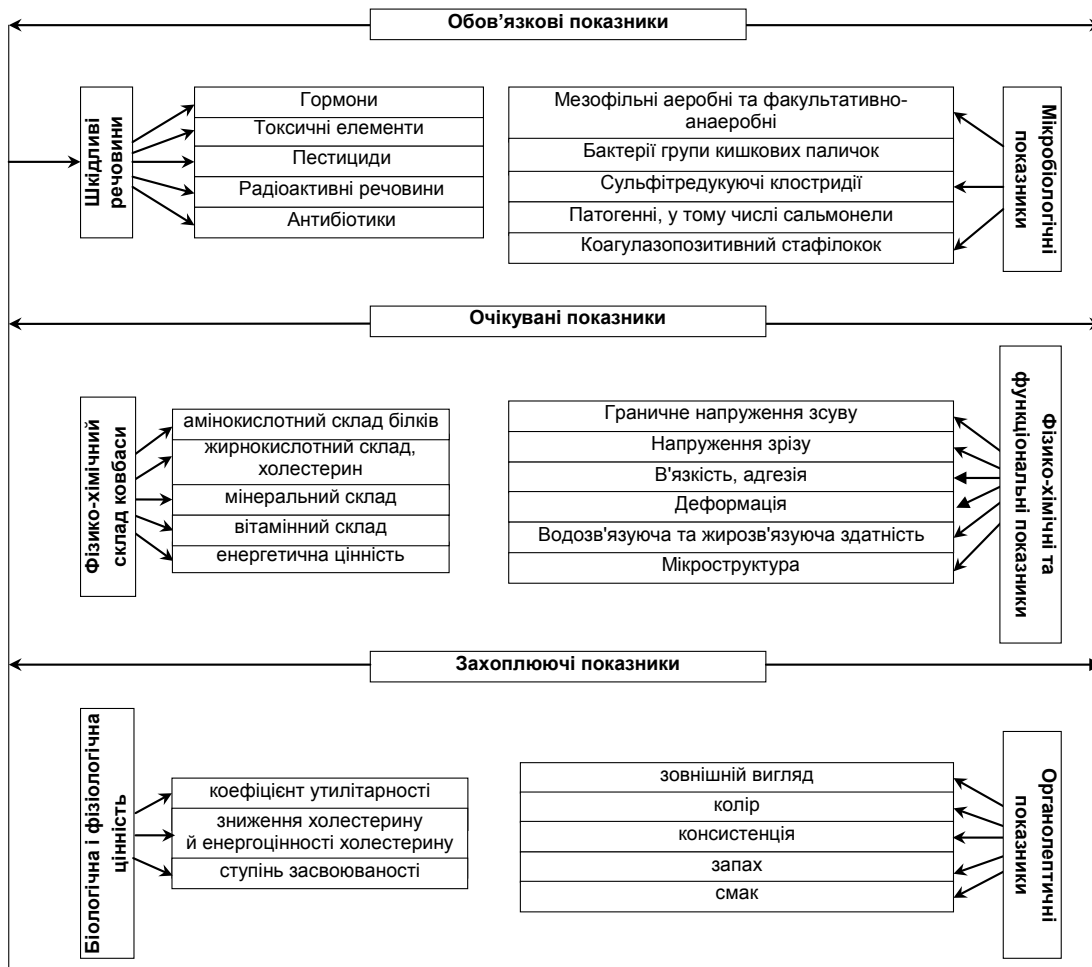 Обов’язкові показники
Шкідливі
речовини
Гормони
Токсичні елементи
Пестициди
Радіоактивні речовини
Антибіотики
Мезофільні аеробні та факультативно-
анаеробні
Бактерії групи кишкових паличок
Сульфітредукуючі клостридії
Патогенні, у тому числі сальмонели
Коагулазопозитивний стафілокок
Мікробіологічні
показники
Очікувані показники
Фізико-хімічний
склад ковбаси
амінокислотний склад білків
жирнокислотний склад,
холестерин
мінеральний склад
вітамінний склад
енергетична цінність
Граничне напруження зсуву
Напруження зрізу
В'язкість, адгезія
Деформація
Водозв'язуюча та жирозв'язуюча здатність
Мікроструктура
Фізико-хімічні та
функціональні показники
Захоплюючі показники
Біологічна і фізіологічна
цінність
коефіцієнт утилітарності
зниження холестерину
й енергоцінності холестерину
ступінь засвоюваності
зовнішній вигляд
колір
консистенція
запах
смак
Органолептичні
показники